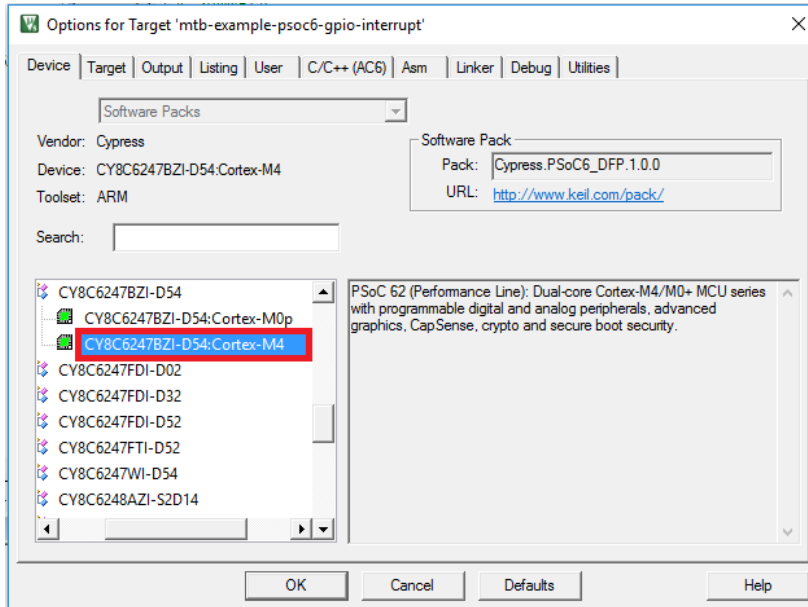 Options for Target 'mtb-example-psoc6-gpio-interrupt'
Device Target Output Listing User C/C++ (AC6) Asm Linker Debug Utilities
Software Packs
Vendor: Cypress
Device: CY8C6247BZI-D54:Cortex-M4
Toolset: ARM
Search:
Software Pack
Pack: Cypress.PSoC6_DFP.1.0.0
URL: http://www.keil.com/pack/
CY8C6247BZI-D54
CY8C6247BZI-D54:Cortex-M0p
CY8C6247BZI-D54:Cortex-M4
CY8C6247FDI-D02
CY8C6247FDI-D32
CY8C6247FDI-D52
CY8C6247FTI-D52
CY8C6247WI-D54
CY8C6248AZI-S2D14
PSoC 62 (Performance Line): Dual-core Cortex-M4/M0+ MCU series
with programmable digital and analog peripherals, advanced
graphics, CapSense, crypto and secure boot security.
OK Cancel Defaults Help